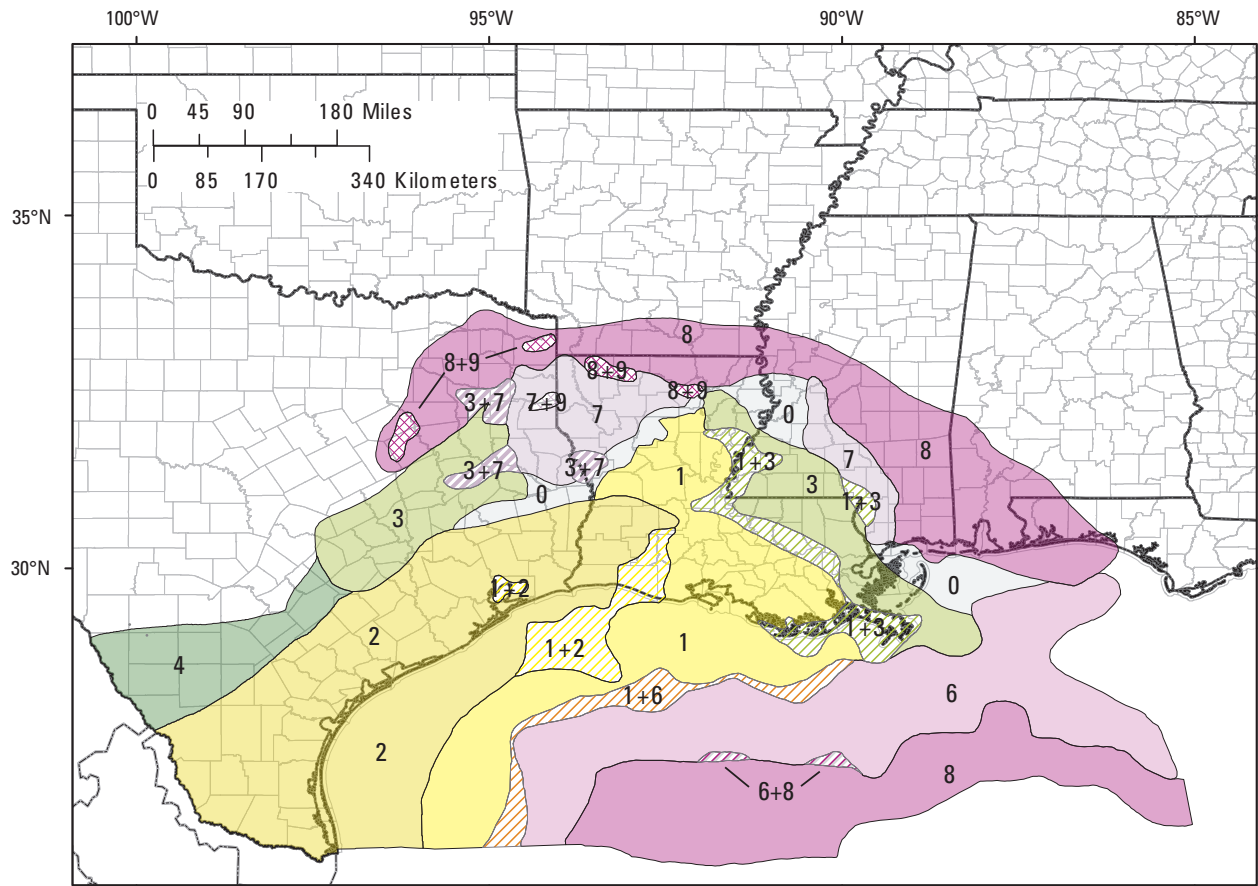 100°W 95°W 90°W 85°W
0 45 90 180 Miles
0 85 170 340 Kilometers
35°N
8
8+9
8+9
8+9
3+7 7+9 7 0
8
3+7 3+7 1 1+3 7
0 3 1+3
3
30°N
1+2 0
2 1+3
4 1+2 1
1+6 6
2
6+8 8